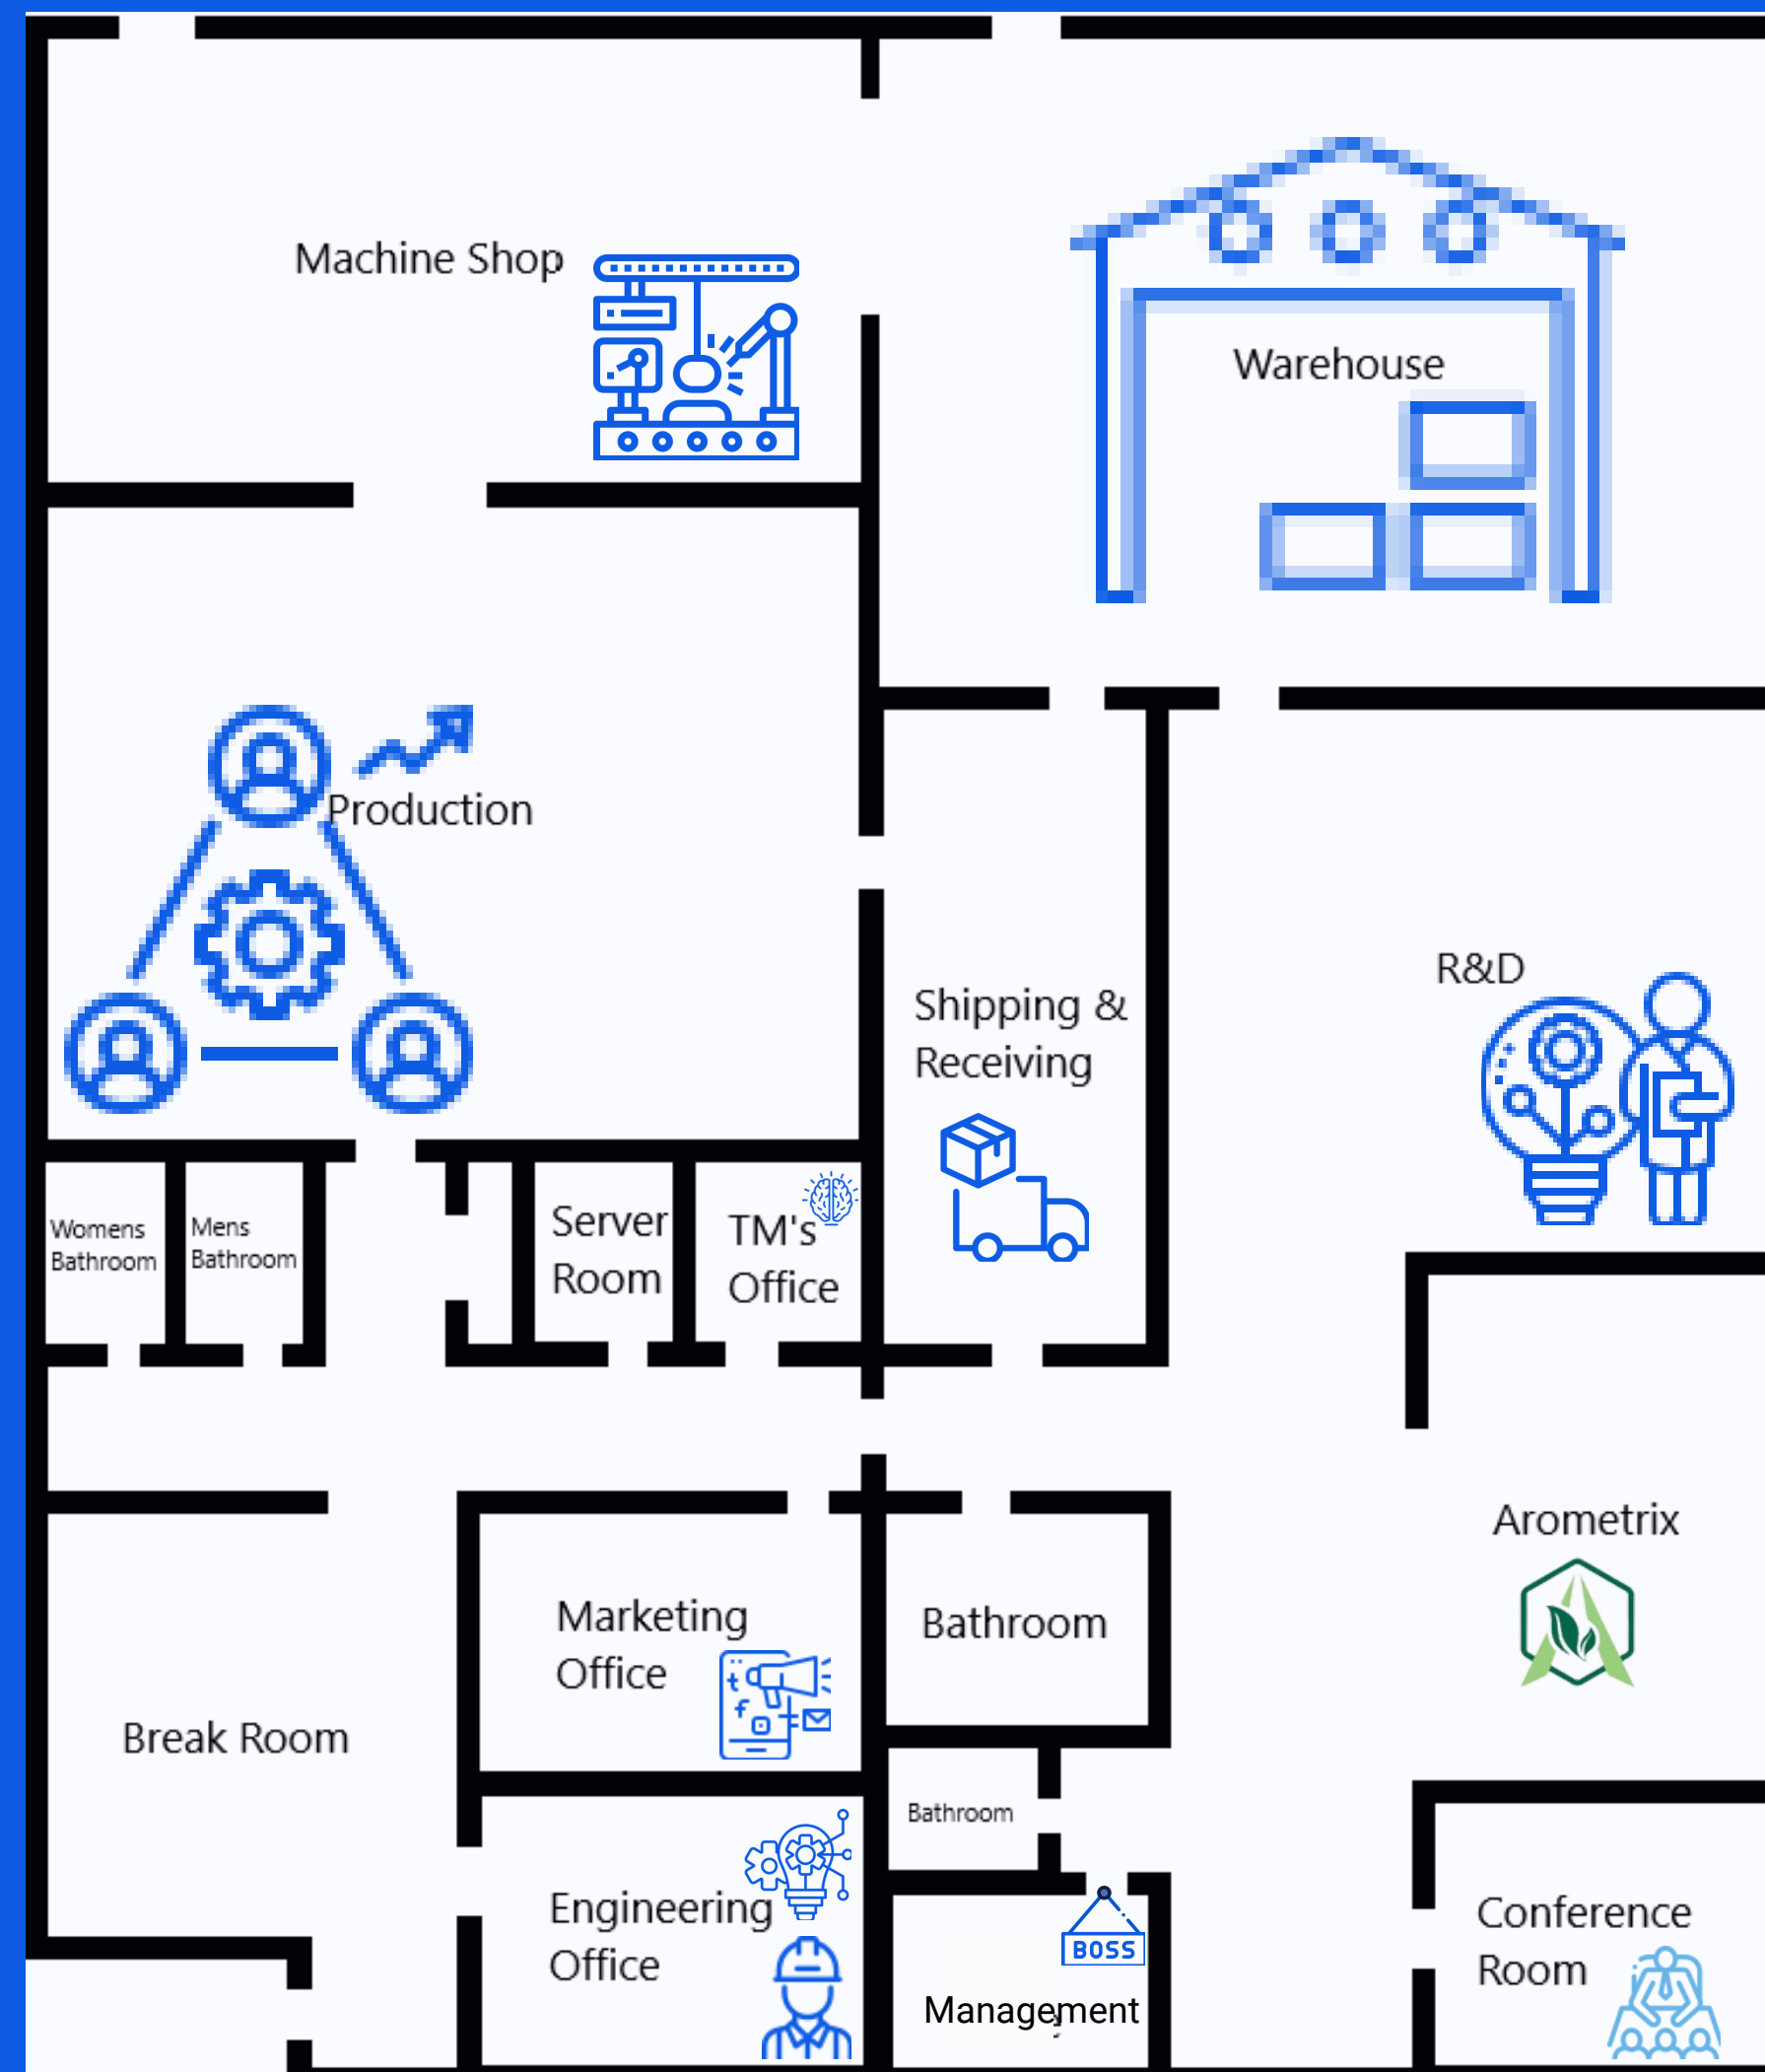 Machine Shop
Warehouse
Production
Shipping &
Receiving
R&D
Womens
Bathroom
Mens
Bathroom
Server
Room
TM's
Office
Arometrix
Marketing
Office
Bathroom
Break Room
Bathroom
Engineering
Office
BOSS
Management
Conference
Room